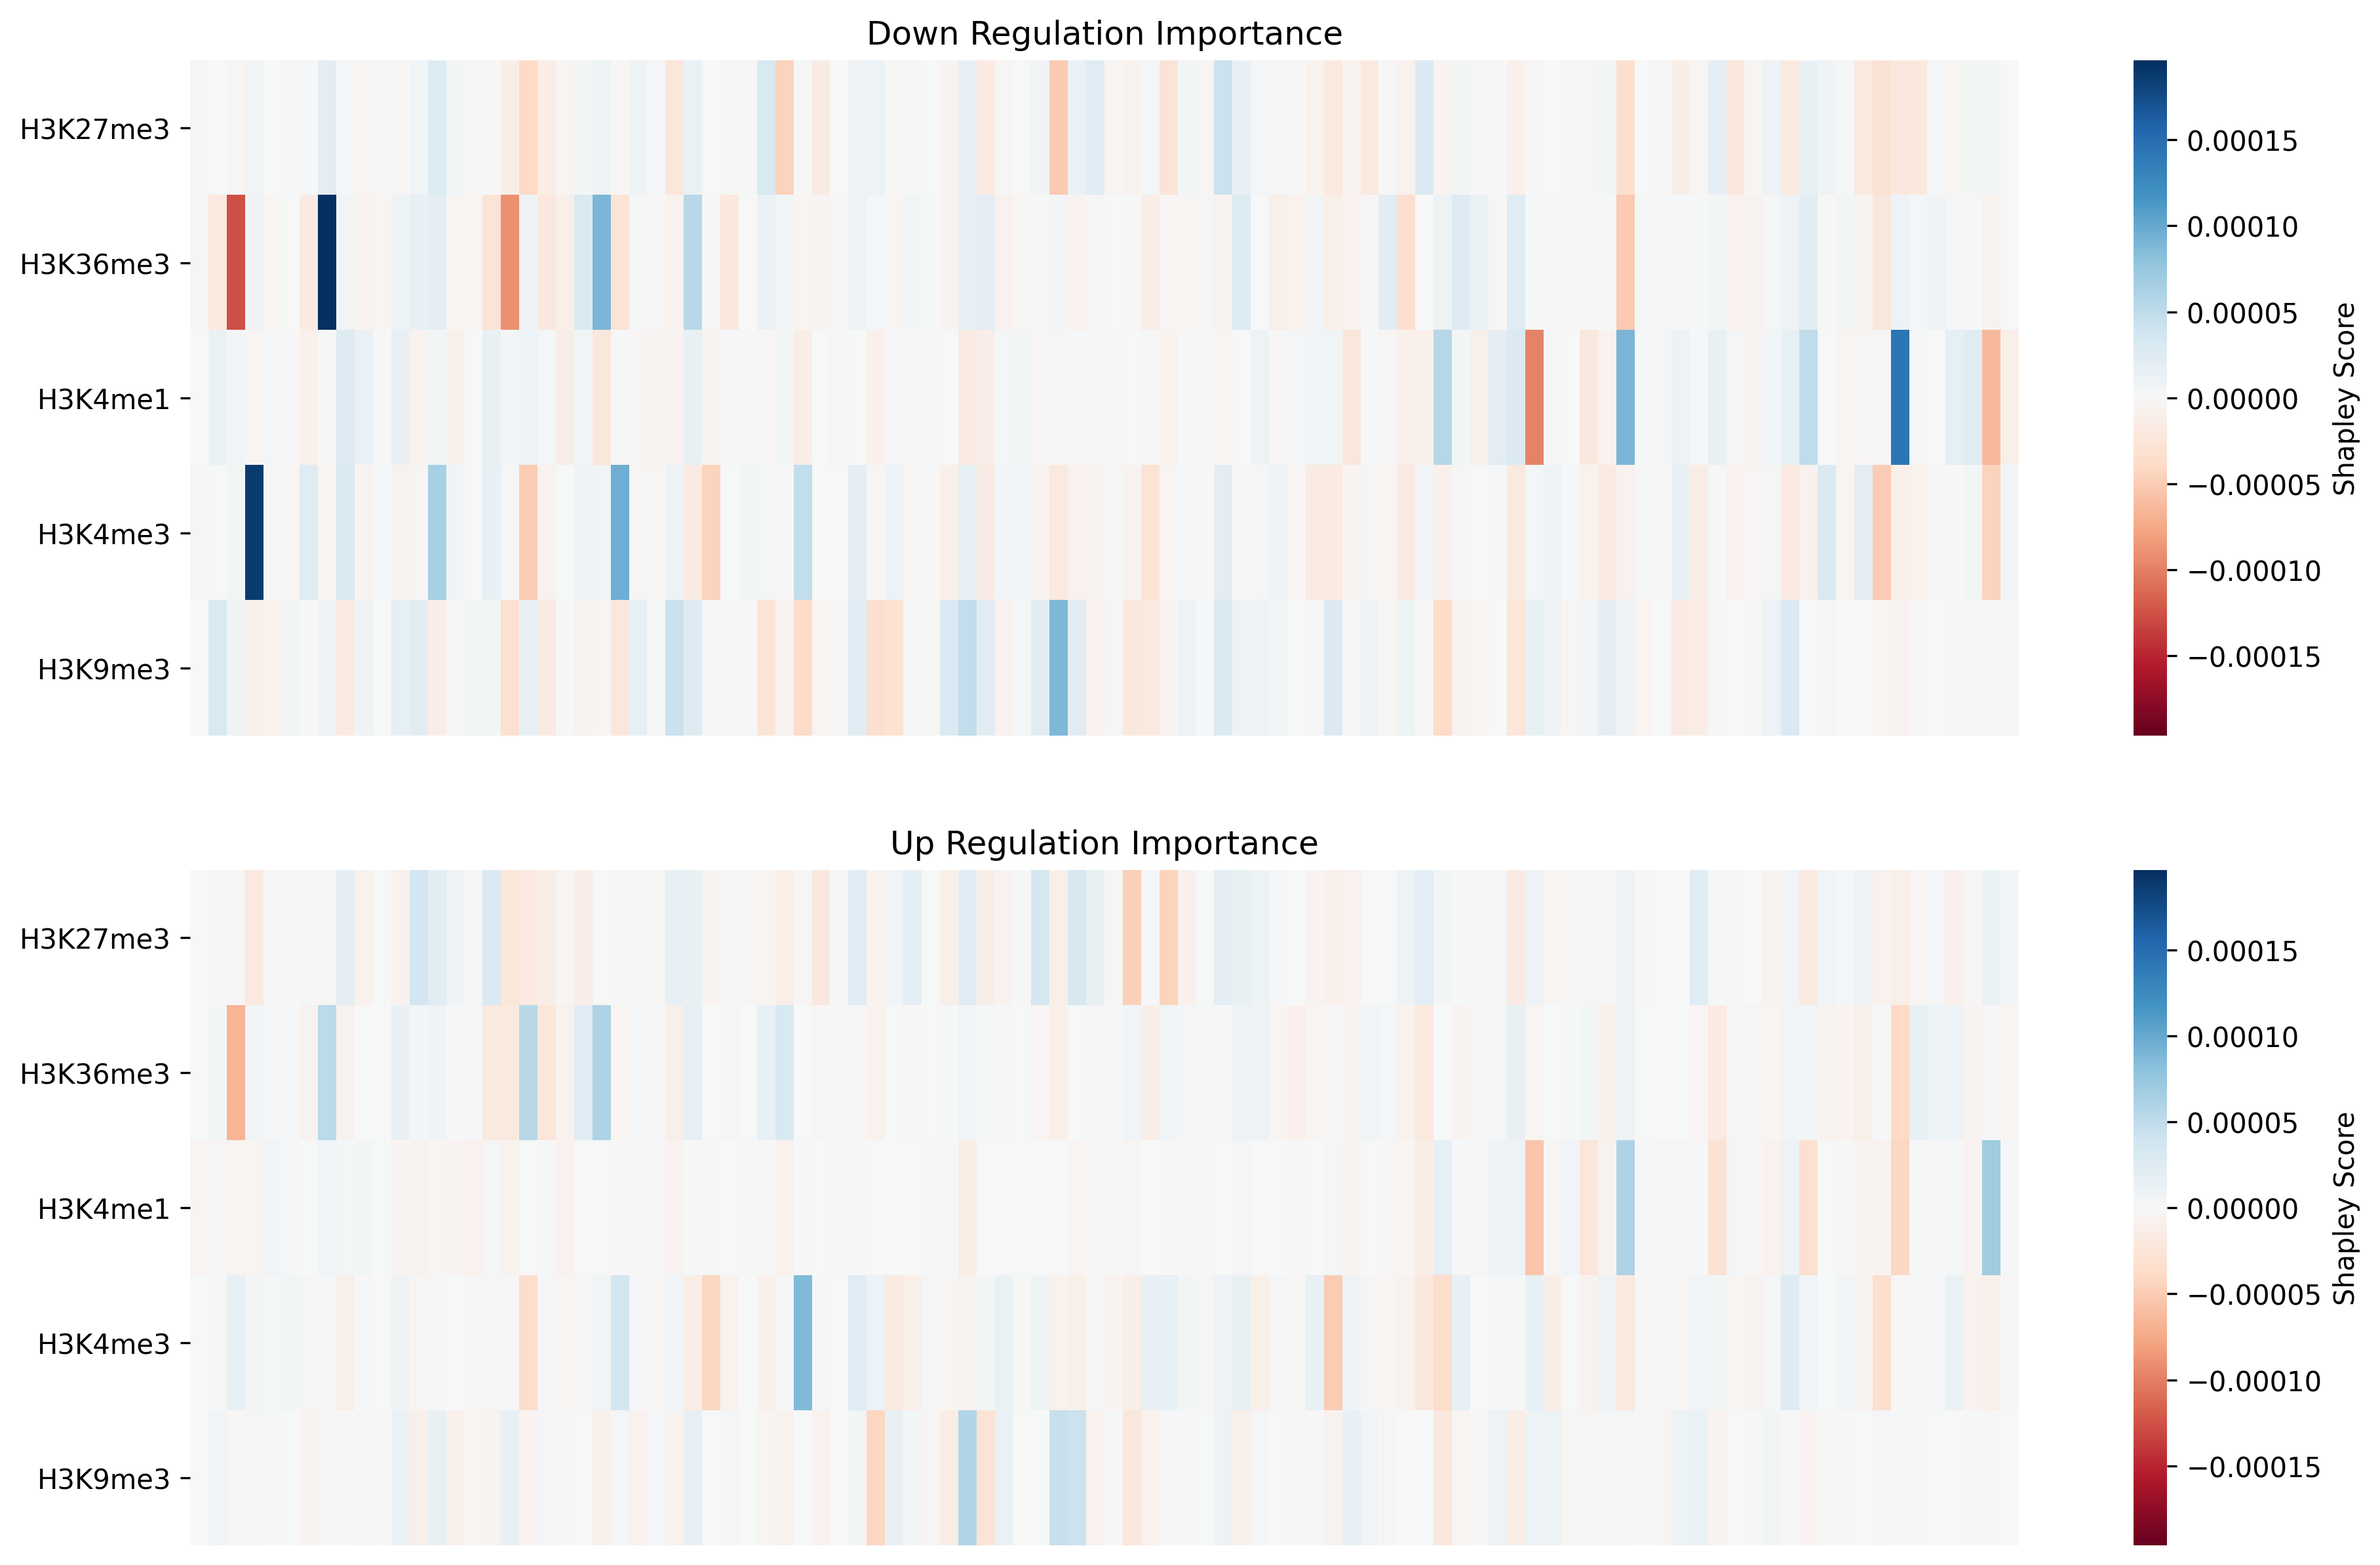 Down Regulation Importance
H3K27me3
H3K36me3
H3K4me1
H3K4me3
H3K9me3
0.00015
0.00010
0.00005
0.00000
−0.00005
−0.00010
−0.00015
Shapley Score
Up Regulation Importance
H3K27me3
H3K36me3
H3K4me1
H3K4me3
H3K9me3
0.00015
0.00010
0.00005
0.00000
−0.00005
−0.00010
−0.00015
Shapley Score